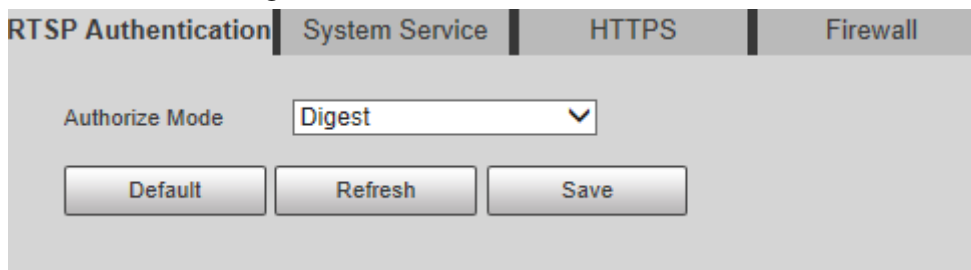 RTSP Authentication System Service HTTPS Firewall
Authorize Mode Digest
Default Refresh Save